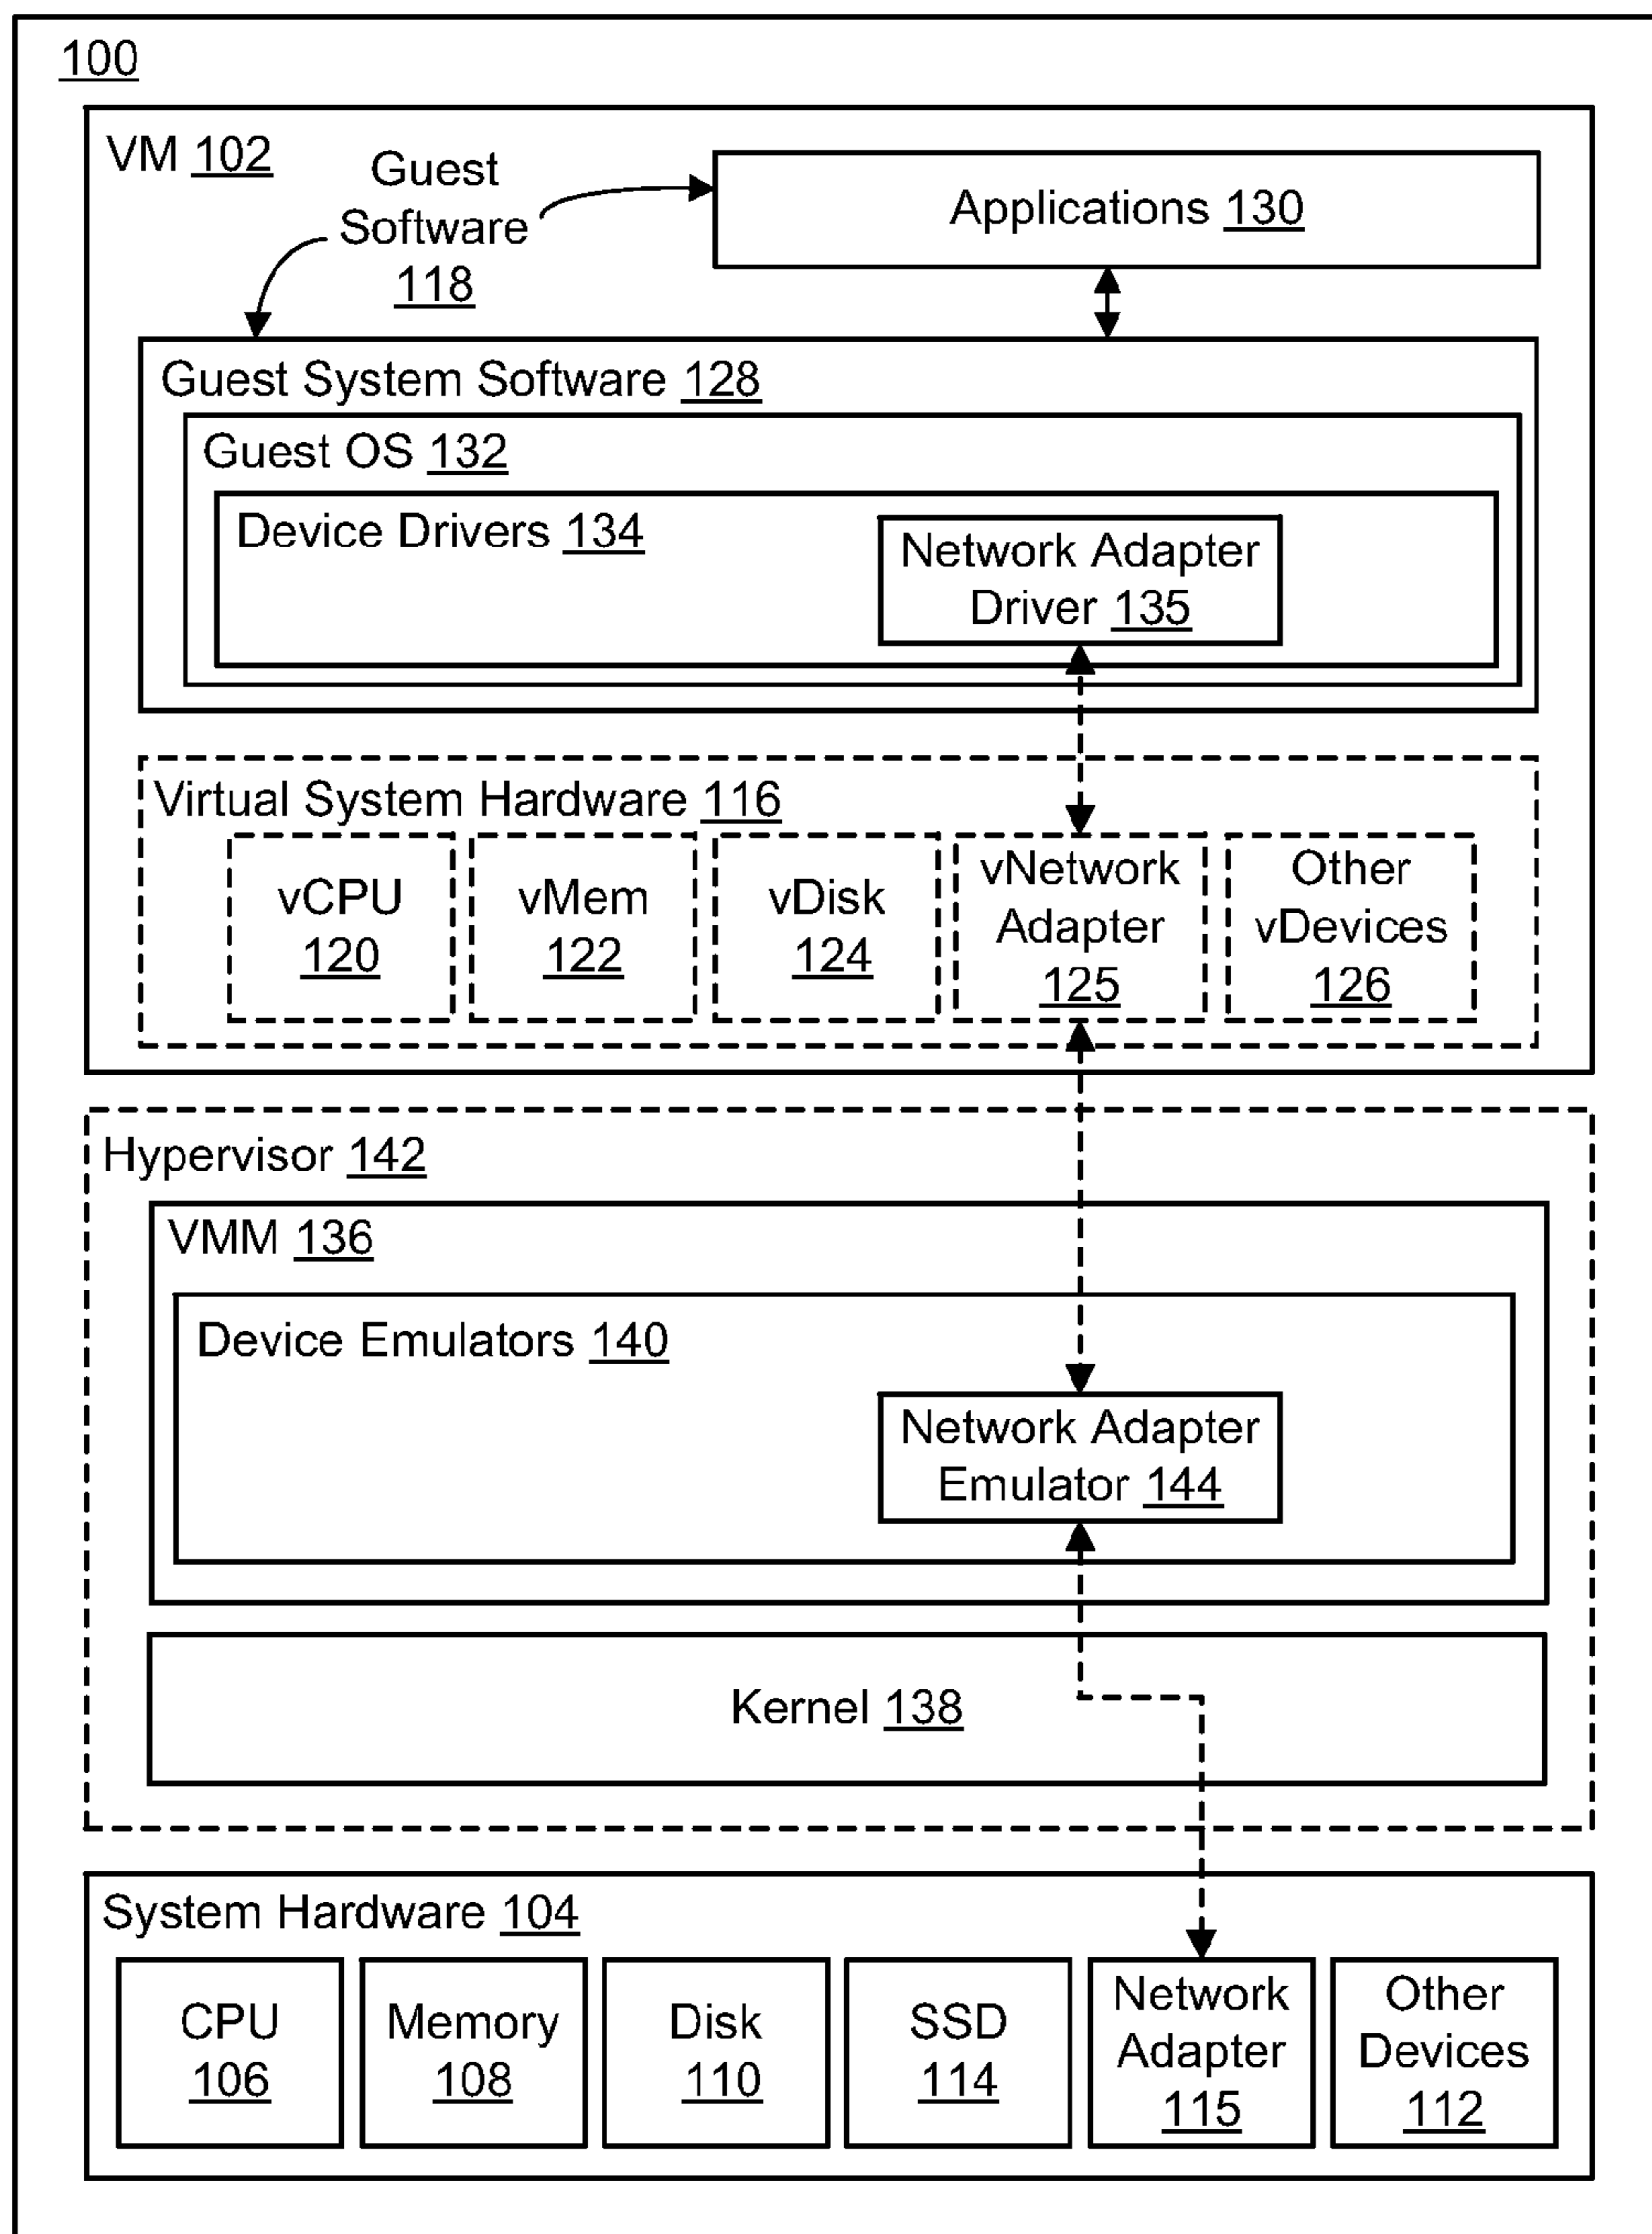 100
VM 102
Guest
Software
118
Applications 130
Guest System Software 128
Guest OS 132
Device Drivers 134
Network Adapter
Driver 135
Virtual System Hardware 116
vCPU
120
vMem
122
vDisk
124
vNetwork
Adapter
125
Other
vDevices
126
Hypervisor 142
VMM 136
Device Emulators 140
Network Adapter
Emulator 144
Kernel 138
System Hardware 104
CPU
106
Memory
108
Disk
110
SSD
114
Network
Adapter
115
Other
Devices
112